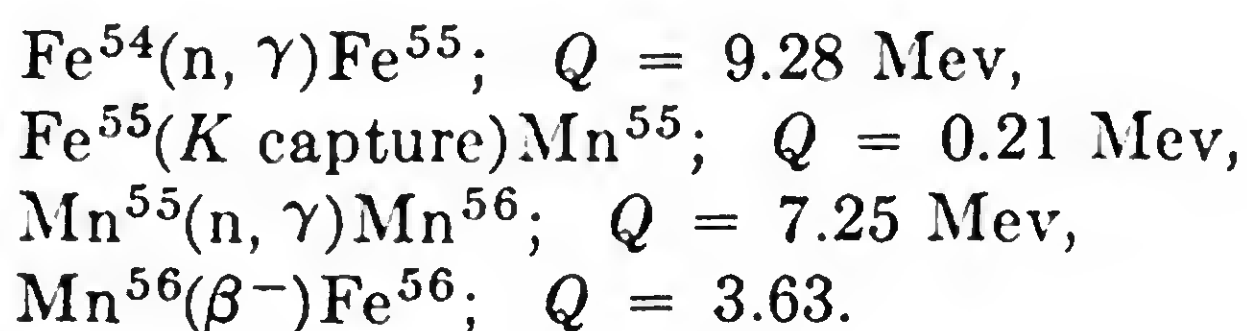 Fe⁵⁴(n, γ)Fe⁵⁵; Q = 9.28 Mev,
Fe⁵⁵(K capture)Mn⁵⁵; Q = 0.21 Mev,
Mn⁵⁵(n, γ)Mn⁵⁶; Q = 7.25 Mev,
Mn⁵⁶(β⁻)Fe⁵⁶; Q = 3.63.